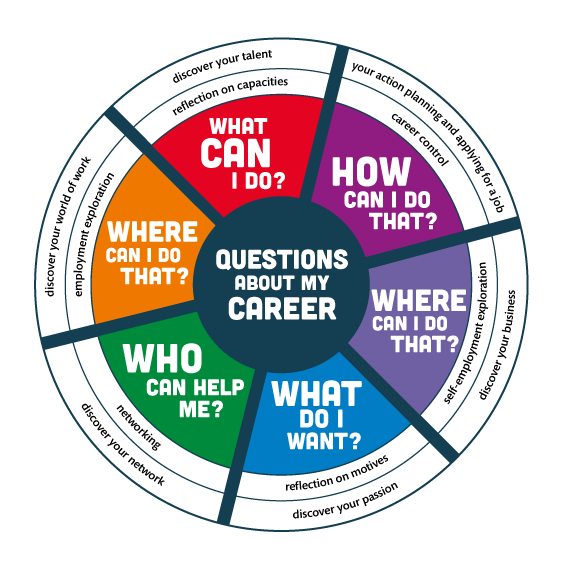 QUESTIONS
ABOUT MY
CAREER
discover your talent
reflection on capacities
WHAT
CAN
I DO?
your action planning and applying for a job
career control
HOW
CAN I DO
THAT?
discover your business
self-employment exploration
WHERE
CAN I DO
THAT?
WHAT
DO I
WANT?
reflection on motives
discover your passion
WHO
CAN HELP
ME?
networking
discover your network
discover your world of work
employment exploration
WHERE
CAN I DO
THAT?